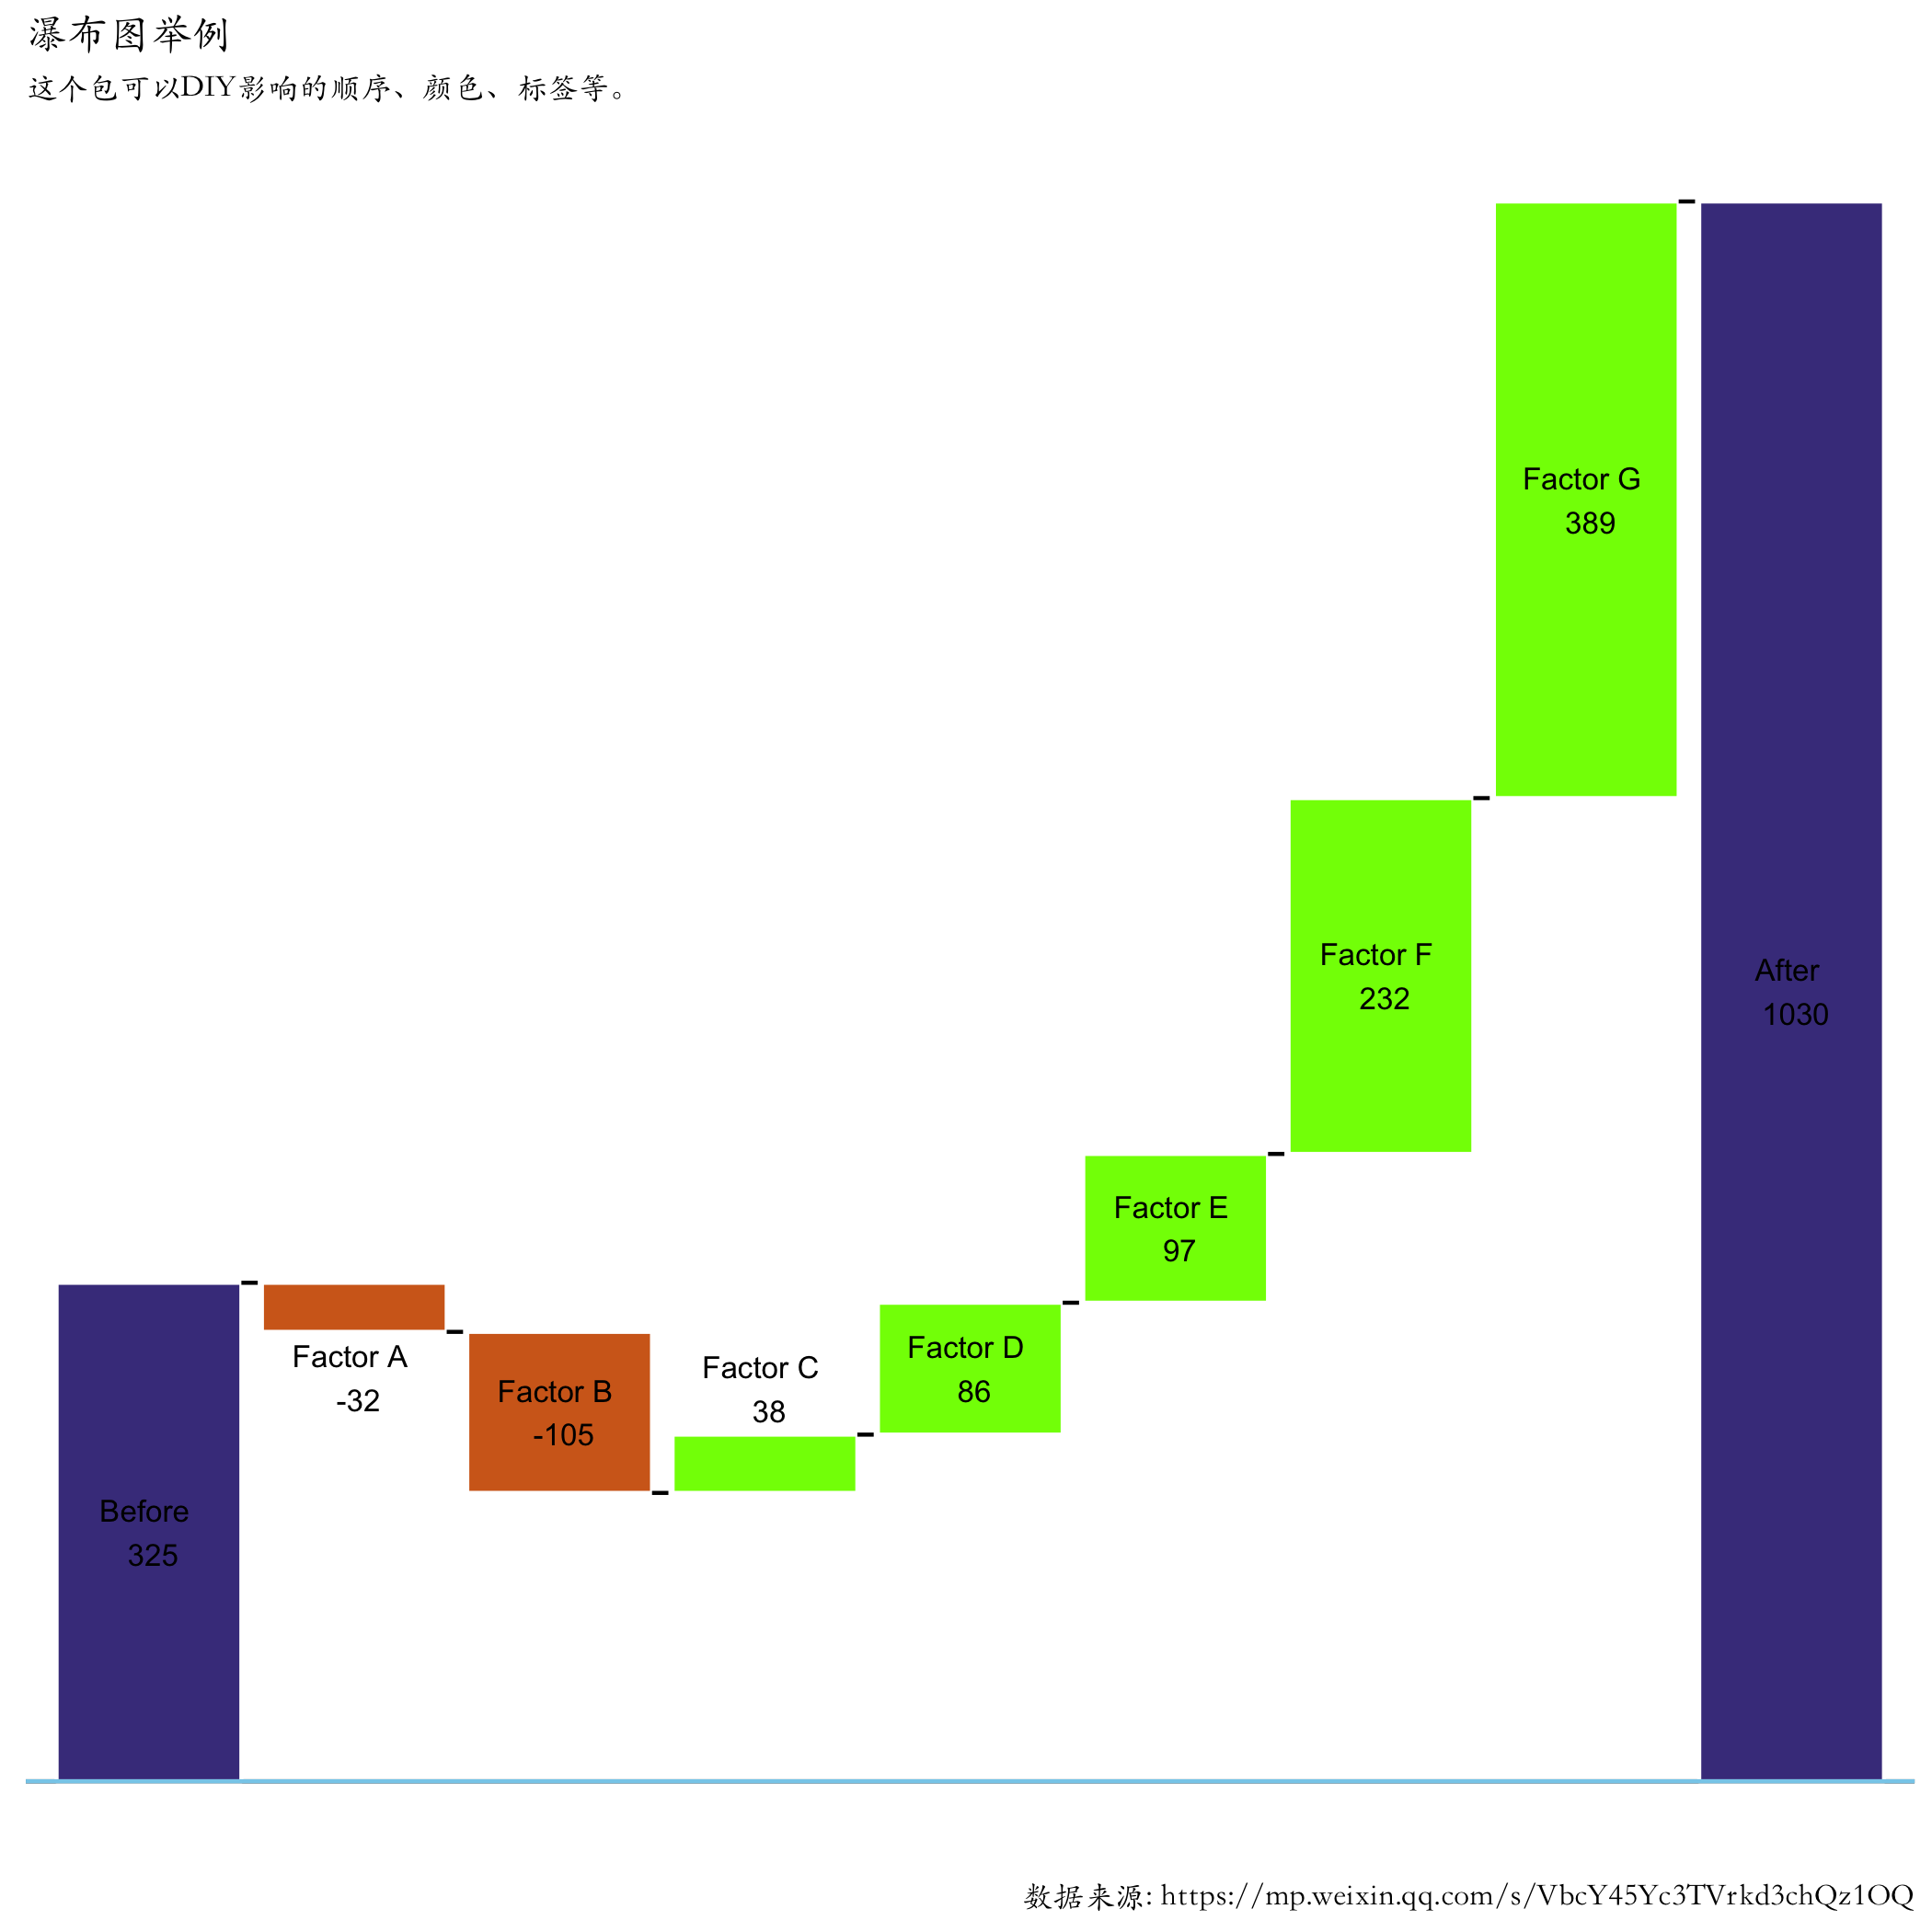 瀑布图举例
这个包可以DIY影响的顺序、颜色、标签等。
Before
325
Factor A
-32
Factor B
-105
Factor C
38
Factor D
86
Factor E
97
Factor F
232
Factor G
389
After
1030
数据来源: https://mp.weixin.qq.com/s/VbcY45Yc3TVrkd3chQz1OQ